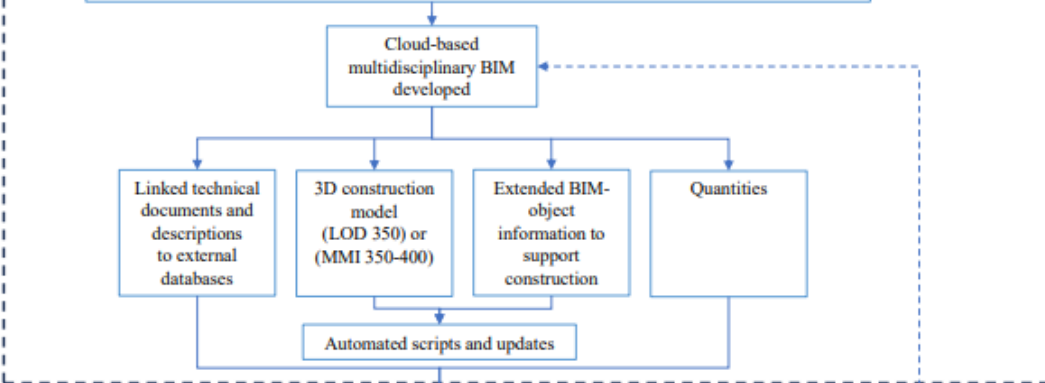 Cloud-based
multidisciplinary BIM
developed
Linked technical
documents and
descriptions
to external
databases
3D construction
model
(LOD 350) or
(MMI 350-400)
Extended BIM-
object
information to
support
construction
Quantities
Automated scripts and updates